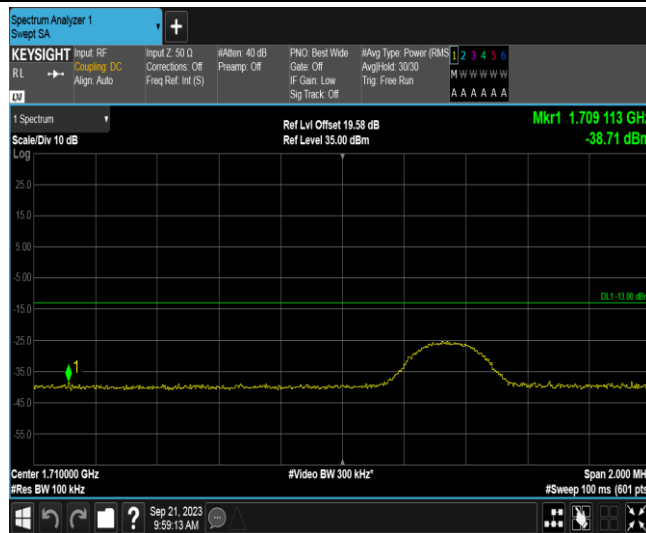 Spectrum Analyzer 1
Swept SA
+
KEYSIGHT
RL
LXI
Input: RF
Coupling: DC
Align: Auto
Input Z: 50 Ω
Corrections: Off
Freq Ref: Int (S)
#Atten: 40 dB
Preamp: Off
PNO: Best Wide
Gate: Off
IF Gain: Low
Sig Track: Off
#Avg Type: Power (RMS
Avg|Hold: 30/30
Trig: Free Run
1 2 3 4 5 6
M W W W W W
A A A A A A
1 Spectrum
Scale/Div 10 dB
Log
Ref Lvl Offset 19.58 dB
Ref Level 35.00 dBm
Mkr1 1.709 113 GHz
-38.71 dBm
25.0
15.0
5.00
-5.00
-15.0
-25.0
-35.0
-45.0
-55.0
DL1 -13.00 dBm
1
Center 1.710000 GHz
#Res BW 100 kHz
#Video BW 300 kHz*
Span 2.000 MH
#Sweep 100 ms (601 pts
?
Sep 21, 2023
9:59:13 AM